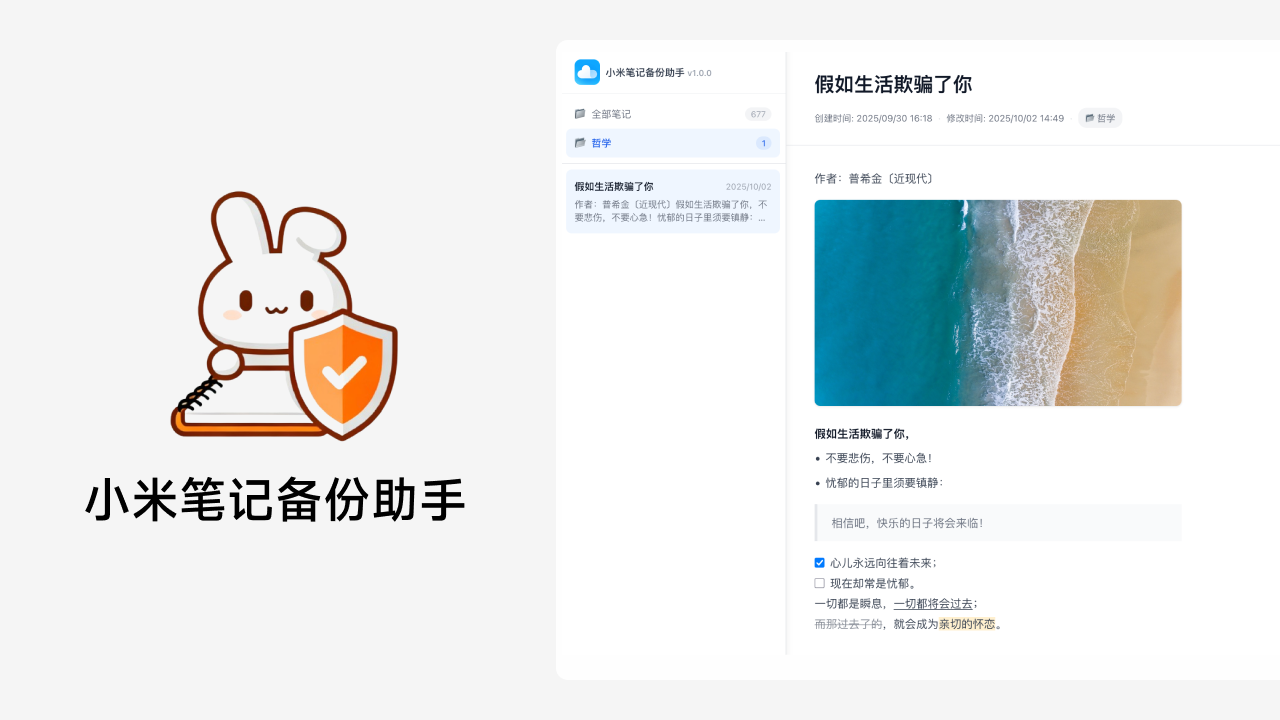 小米笔记备份助手
小米笔记备份助手 v1.0.0
全部笔记 677
哲学 1
假如生活欺骗了你 2025/10/02
作者：普希金〔近现代〕假如生活欺骗了你，不
要悲伤，不要心急！忧郁的日子里须要镇静：...
假如生活欺骗了你
创建时间: 2025/09/30 16:18 · 修改时间: 2025/10/02 14:49 · 哲学
作者：普希金〔近现代〕
假如生活欺骗了你，
• 不要悲伤，不要心急！
• 忧郁的日子里须要镇静：
相信吧，快乐的日子将会来临！
心儿永远向往着未来；
现在却常是忧郁。
一切都是瞬息，一切都将会过去；
而那过去了的，就会成为亲切的怀恋。